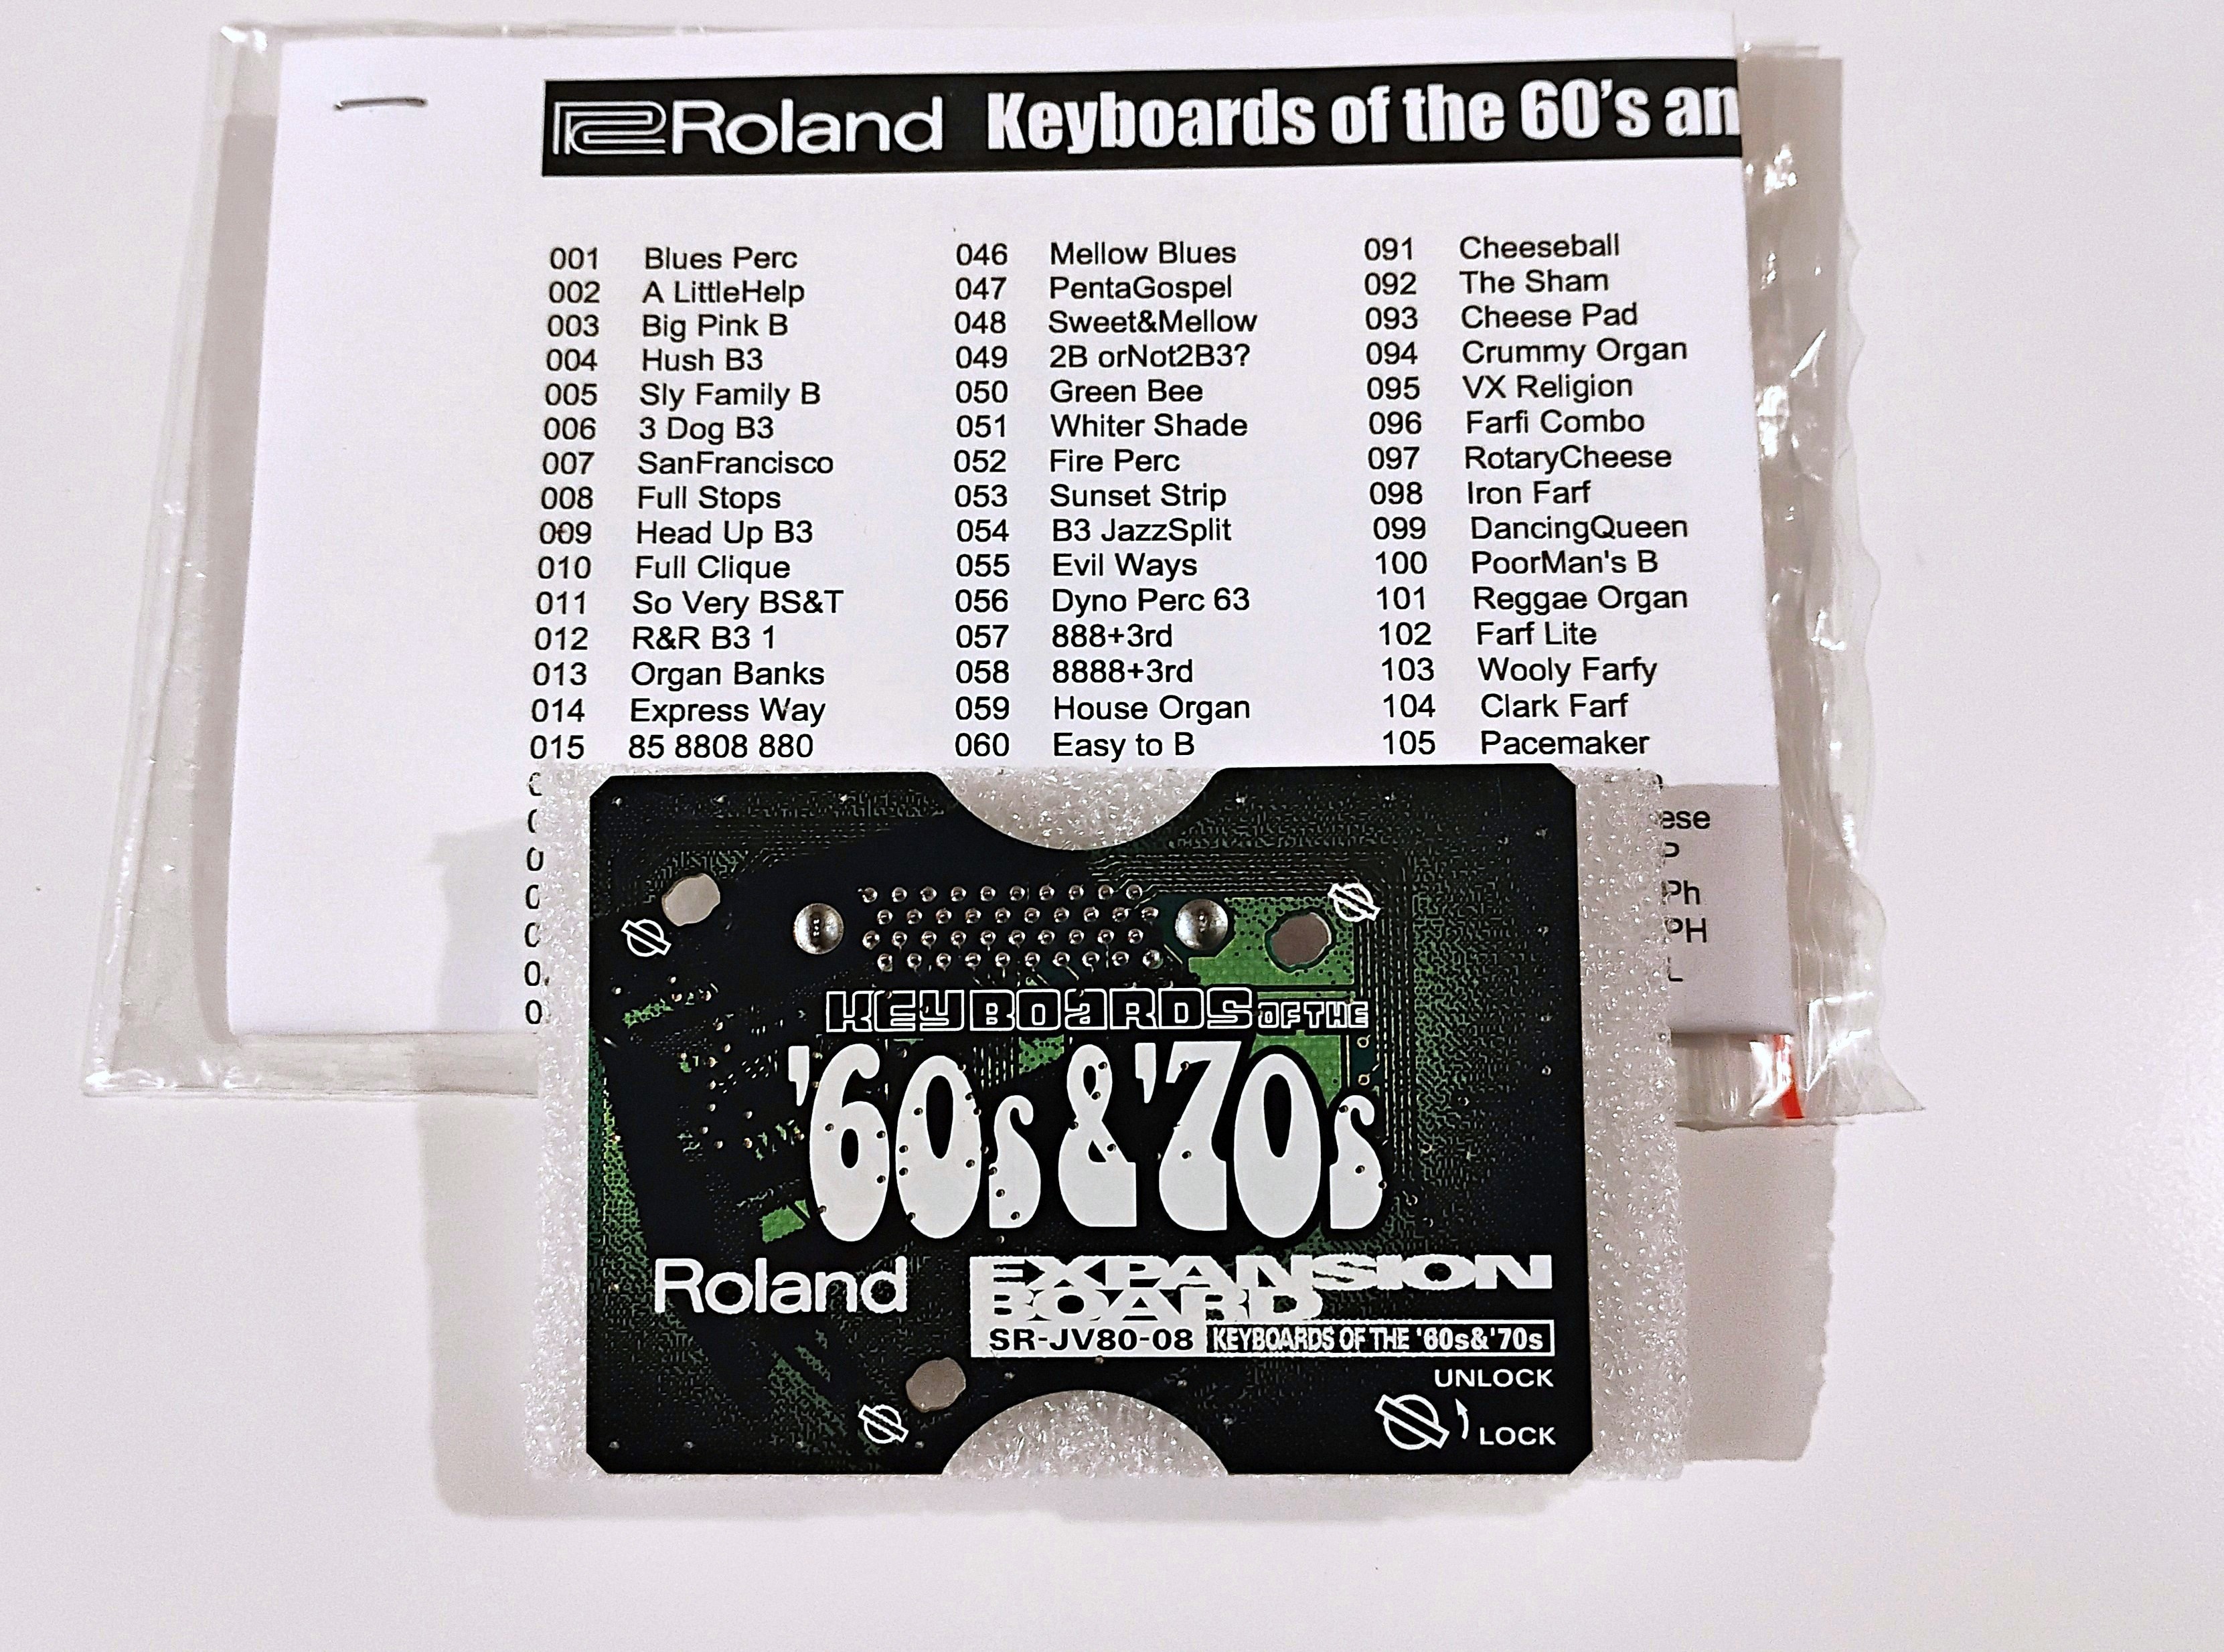 Roland Keyboards of the 60's an
001 Blues Perc 046 Mellow Blues 091 Cheeseball
002 A LittleHelp 047 PentaGospel 092 The Sham
003 Big Pink B 048 Sweet&Mellow 093 Cheese Pad
004 Hush B3 049 2B orNot2B3? 094 Crummy Organ
005 Sly Family B 050 Green Bee 095 VX Religion
006 3 Dog B3 051 Whiter Shade 096 Farfi Combo
007 SanFrancisco 052 Fire Perc 097 RotaryCheese
008 Full Stops 053 Sunset Strip 098 Iron Farf
009 Head Up B3 054 B3 JazzSplit 099 DancingQueen
010 Full Clique 055 Evil Ways 100 PoorMan's B
011 So Very BS&T 056 Dyno Perc 63 101 Reggae Organ
012 R&R B3 1 057 888+3rd 102 Farf Lite
013 Organ Banks 058 8888+3rd 103 Wooly Farfy
014 Express Way 059 House Organ 104 Clark Farf
015 85 8808 880 060 Easy to B 105 Pacemaker
ese
P
Ph
PH
L
KEYBOARDS OF THE
'60s & '70s
Roland EXPANSION
BOARD
SR-JV80-08 KEYBOARDS OF THE '60s&'70s
UNLOCK
LOCK